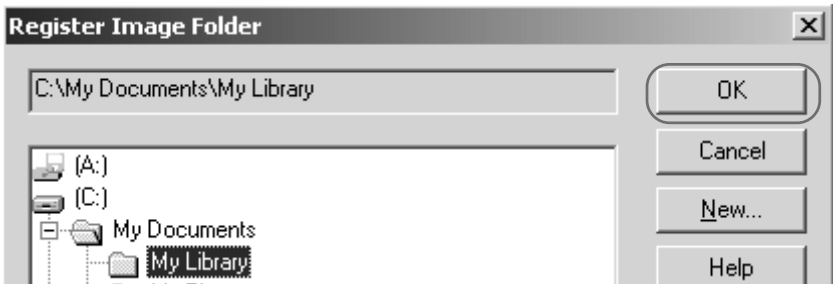 Register Image Folder
C:\My Documents\My Library
OK
Cancel
New...
Help
(A:)
(C:)
My Documents
My Library